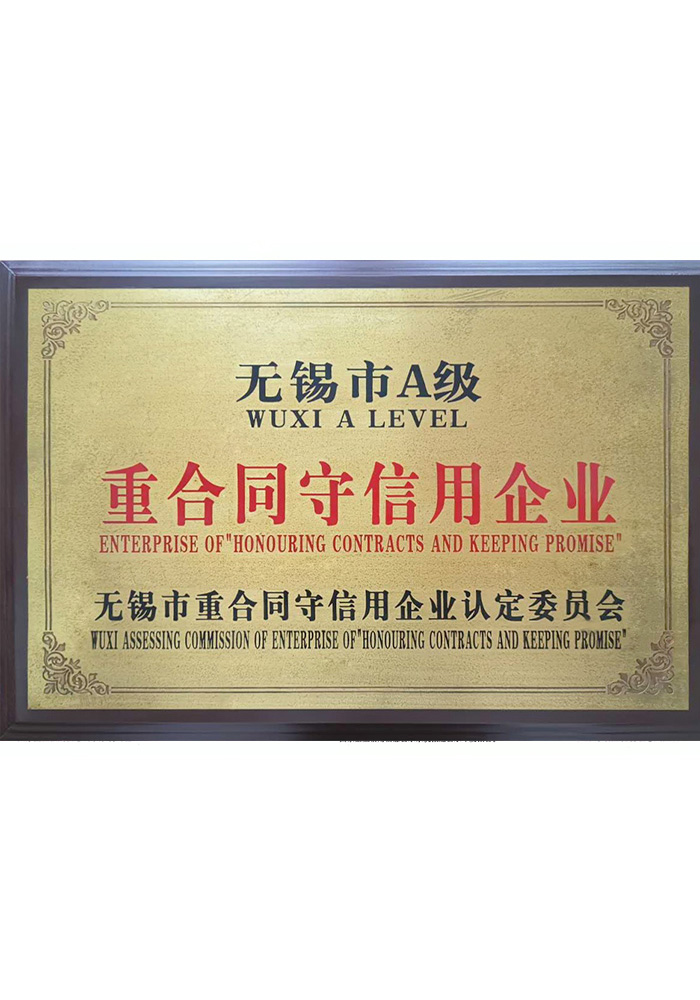 无锡市A级
WUXI A LEVEL
重合同守信用企业
ENTERPRISE OF"HONOURING CONTRACTS AND KEEPING PROMISE"
无锡市重合同守信用企业认定委员会
WUXI ASSESSING COMMISSION OF ENTERPRISE OF"HONOURING CONTRACTS AND KEEPING PROMISE"